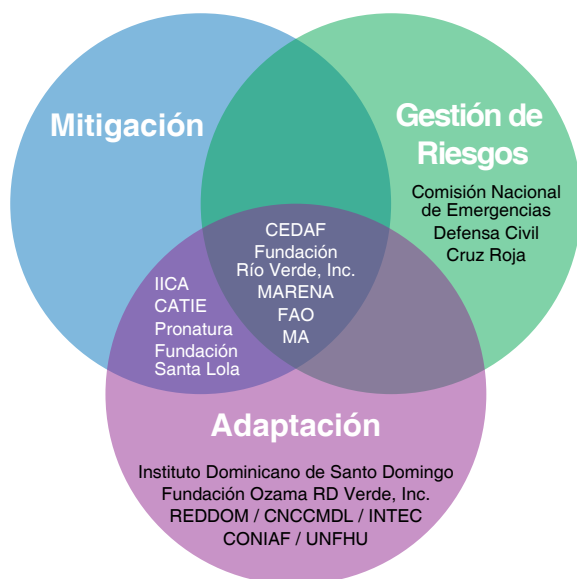 Mitigación
Gestión de
Riesgos
Comisión Nacional
de Emergencias
Defensa Civil
Cruz Roja
CEDAF
Fundación
Río Verde, Inc.
MARENA
FAO
MA
IICA
CATIE
Pronatura
Fundación
Santa Lola
Adaptación
Instituto Dominicano de Santo Domingo
Fundación Ozama RD Verde, Inc.
REDDOM / CNCCMDL / INTEC
CONIAF / UNFHU